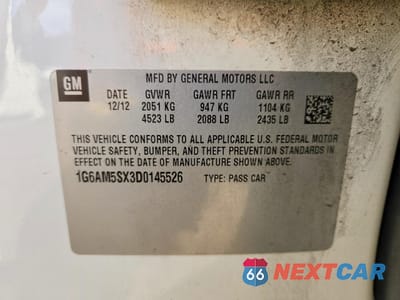 GM
MFD BY GENERAL MOTORS LLC
DATE GVWR GAWR FRT GAWR RR
12/12 2051 KG 947 KG 1104 KG
4523 LB 2088 LB 2435 LB
THIS VEHICLE CONFORMS TO ALL APPLICABLE U.S. FEDERAL MOTOR
VEHICLE SAFETY, BUMPER, AND THEFT PREVENTION STANDARDS IN
EFFECT ON THE DATE OF MANUFACTURE SHOWN ABOVE.
1G6AM5SX3D0145526 TYPE: PASS CAR
66 NEXTCAR